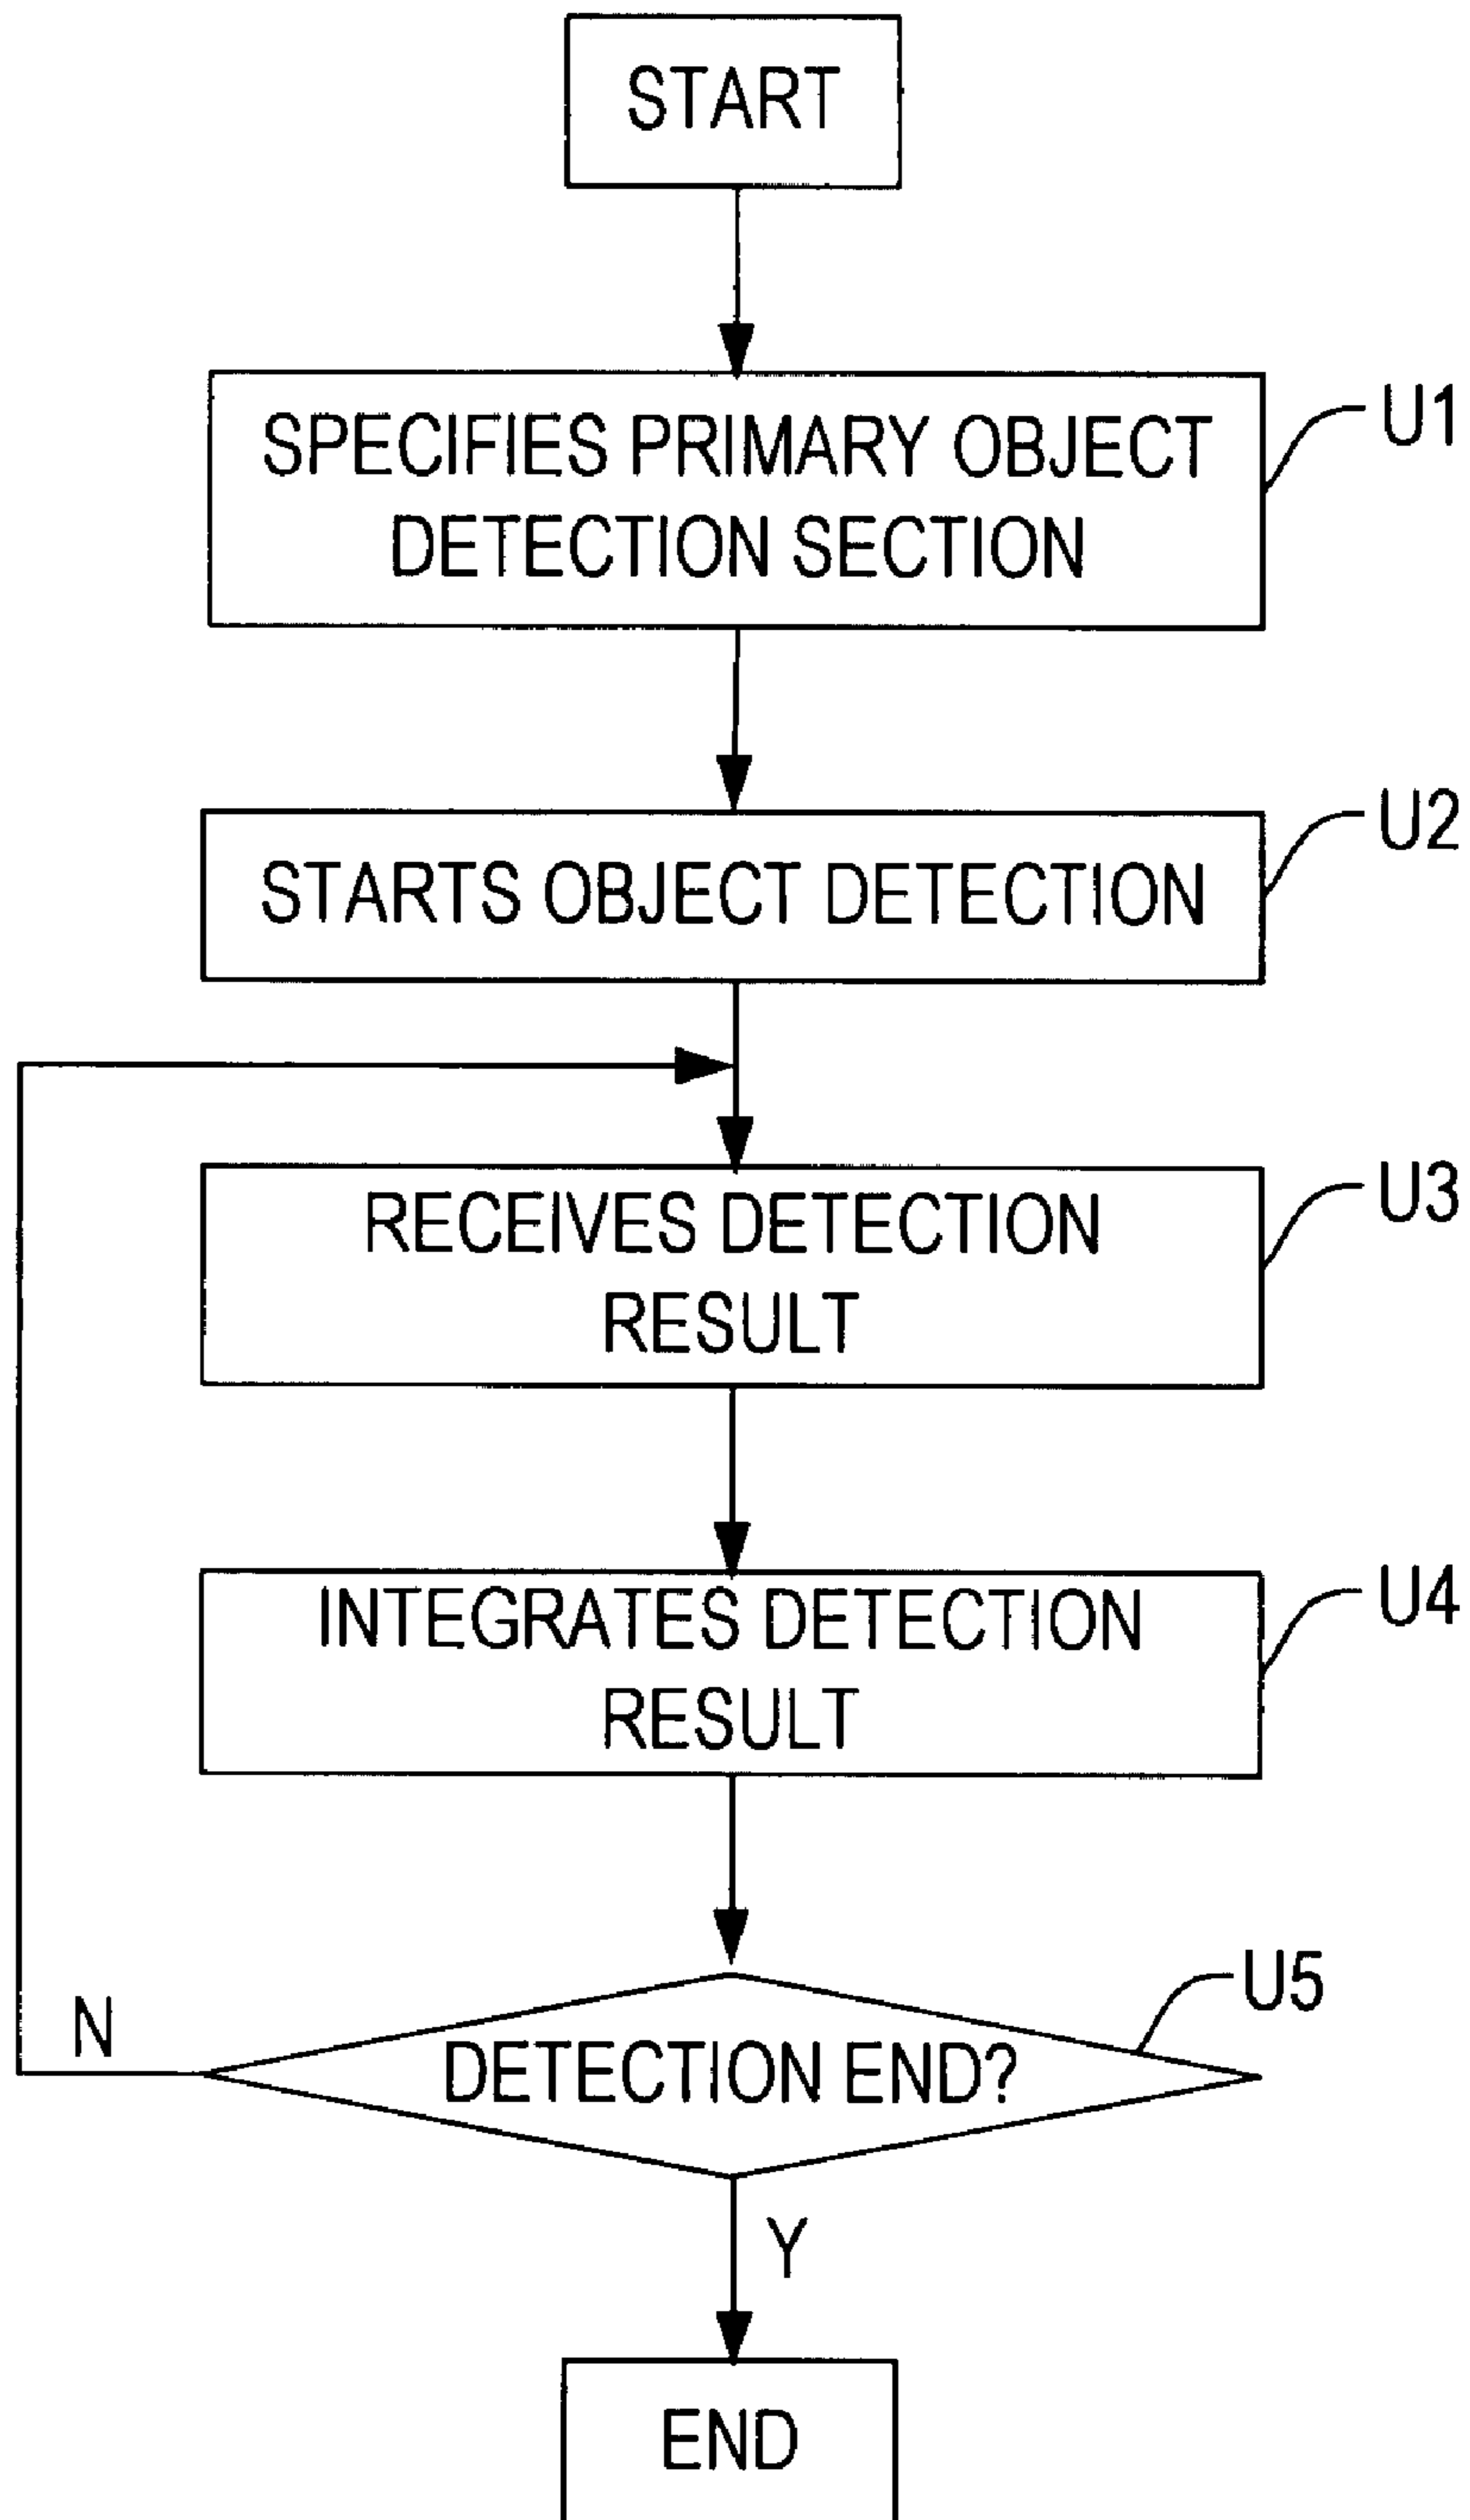 START
SPECIFIES PRIMARY OBJECT
DETECTION SECTION
U1
STARTS OBJECT DETECTION
U2
RECEIVES DETECTION
RESULT
U3
INTEGRATES DETECTION
RESULT
U4
DETECTION END?
U5
N
Y
END